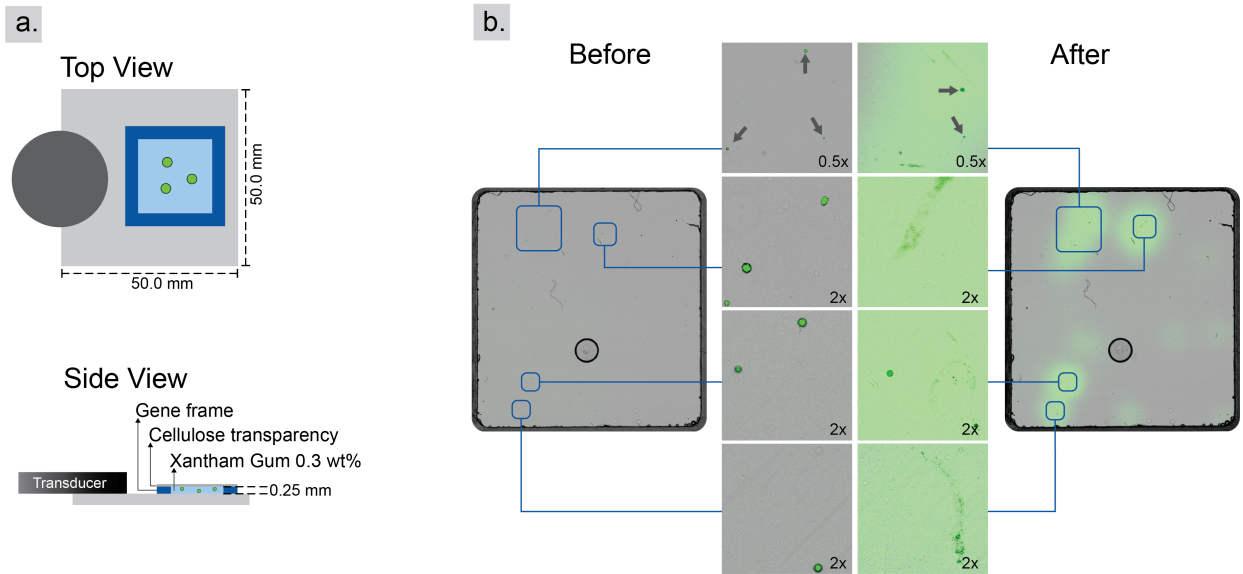 a.
Top View
50.0 mm
50.0 mm
Side View
Gene frame
Cellulose transparency
Xantham Gum 0.3 wt%
Transducer
0.25 mm
b.
Before
After
0.5x
0.5x
2x
2x
2x
2x
2x
2x